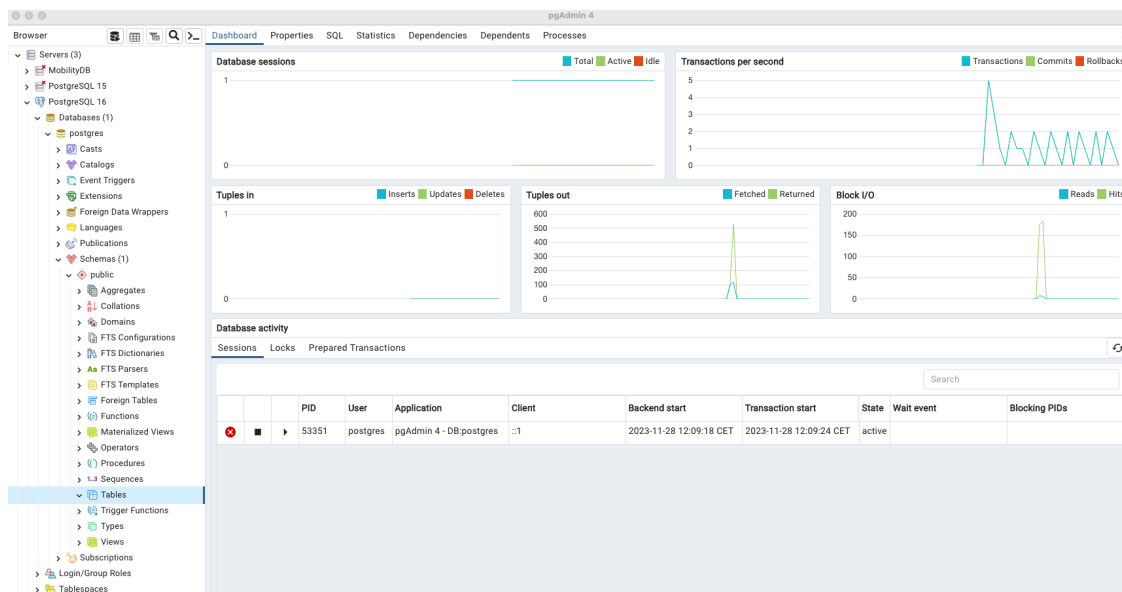 pgAdmin 4
Browser
Dashboard Properties SQL Statistics Dependencies Dependents Processes
Servers (3)
MobilityDB
PostgreSQL 15
PostgreSQL 16
Databases (1)
postgres
Casts
Catalogs
Event Triggers
Extensions
Foreign Data Wrappers
Languages
Publications
Schemas (1)
public
Aggregates
Collations
Domains
FTS Configurations
FTS Dictionaries
Aa FTS Parsers
FTS Templates
Foreign Tables
Functions
Materialized Views
Operators
Procedures
1..3 Sequences
Tables
Trigger Functions
Types
Views
Subscriptions
Login/Group Roles
Tablespaces
Database sessions
Total Active Idle
1
0
Transactions per second
Transactions Commits Rollbacks
5
4
3
2
1
0
Tuples in
Inserts Updates Deletes
1
0
Tuples out
Fetched Returned
600
500
400
300
200
100
0
Block I/O
Reads Hits
200
150
100
50
0
Database activity
Sessions Locks Prepared Transactions
Search
PID User Application Client Backend start Transaction start State Wait event Blocking PIDs
53351 postgres pgAdmin 4 - DB:postgres ::1 2023-11-28 12:09:18 CET 2023-11-28 12:09:24 CET active